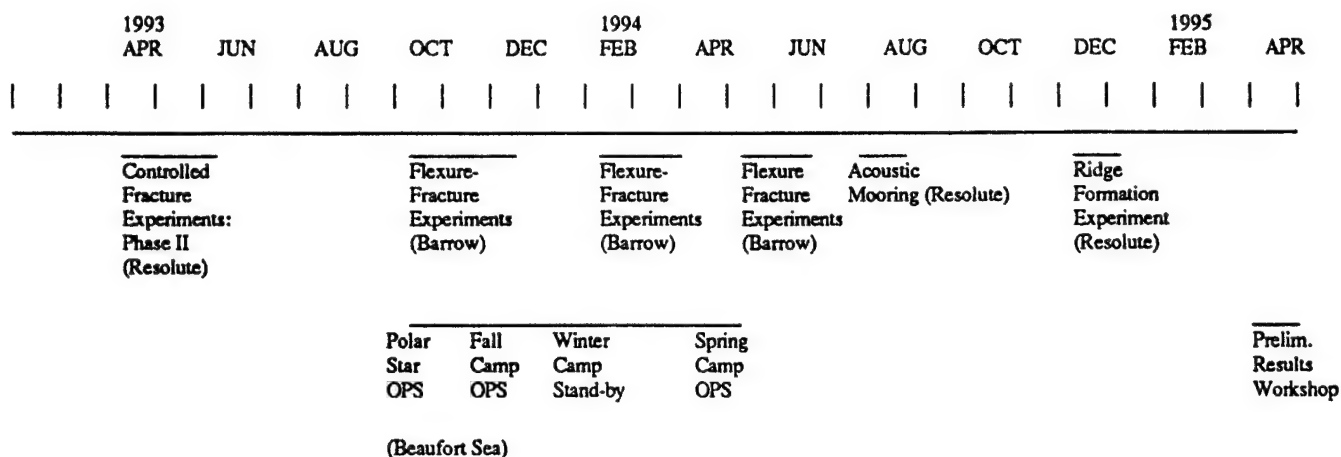 1993 1994 1995
APR JUN AUG OCT DEC FEB APR JUN AUG OCT DEC FEB APR
Controlled
Fracture
Experiments:
Phase II
(Resolute)
Flexure-
Fracture
Experiments
(Barrow)
Flexure-
Fracture
Experiments
(Barrow)
Flexure
Fracture
Experiments
(Barrow)
Acoustic
Mooring (Resolute)
Ridge
Formation
Experiment
(Resolute)
Polar
Star
OPS
Fall
Camp
OPS
Winter
Camp
Stand-by
Spring
Camp
OPS
(Beaufort Sea)
Prelim.
Results
Workshop